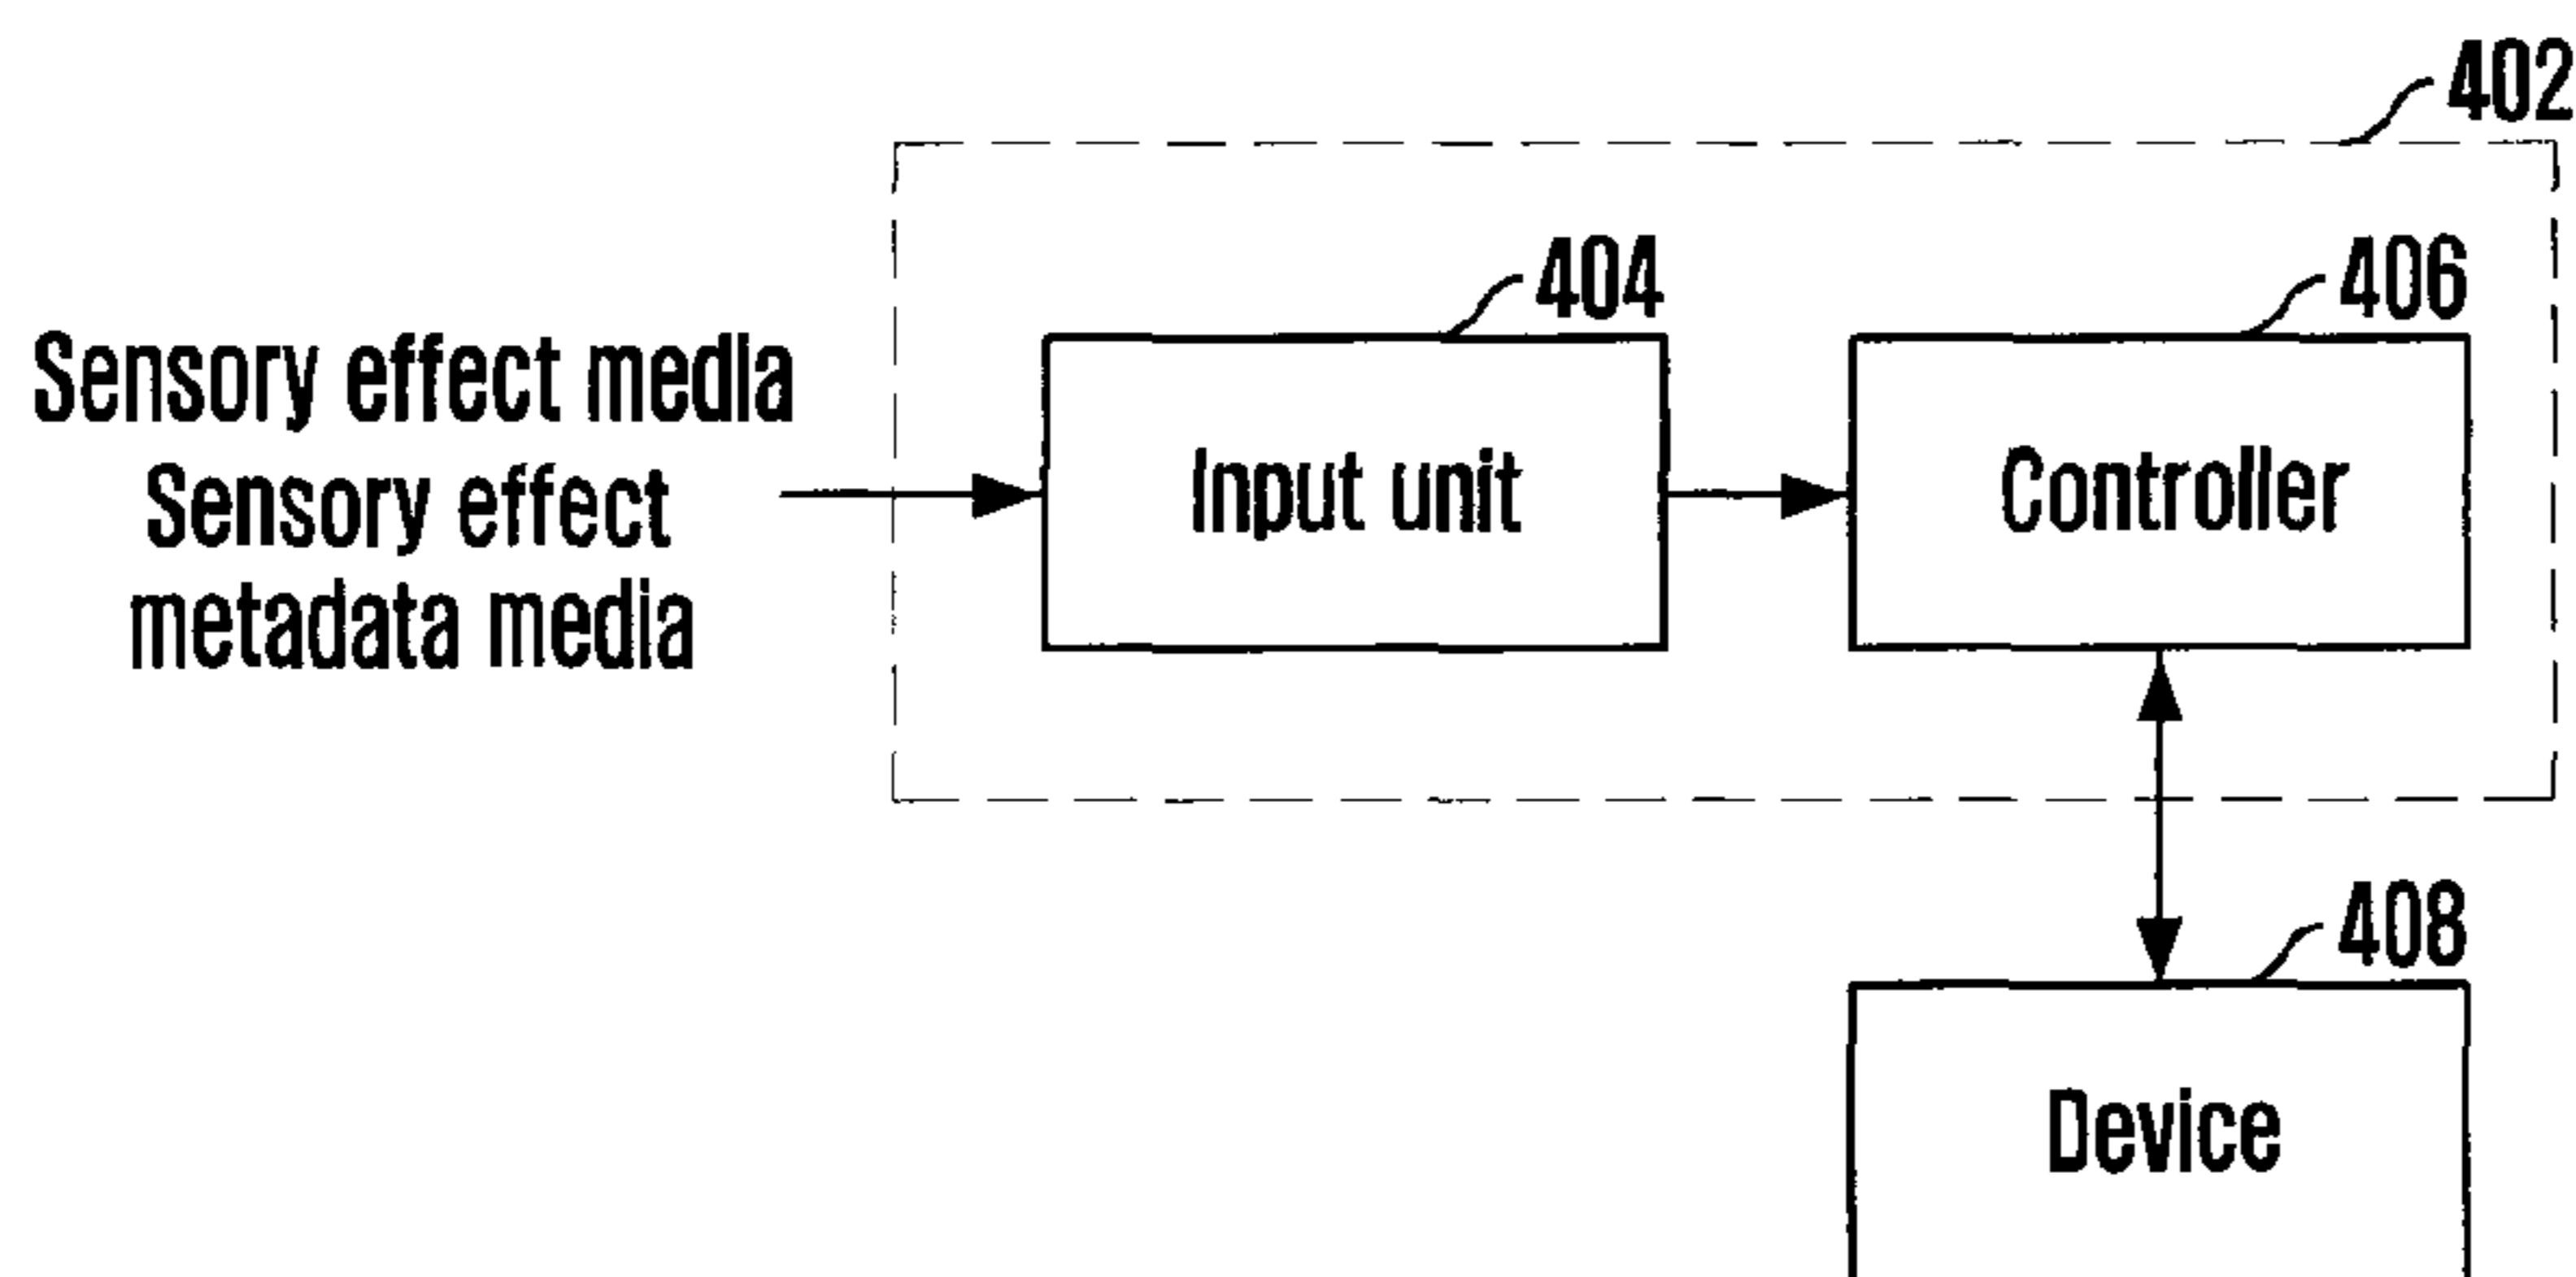 402
404
406
Sensory effect media
Sensory effect
metadata media
Input unit
Controller
408
Device